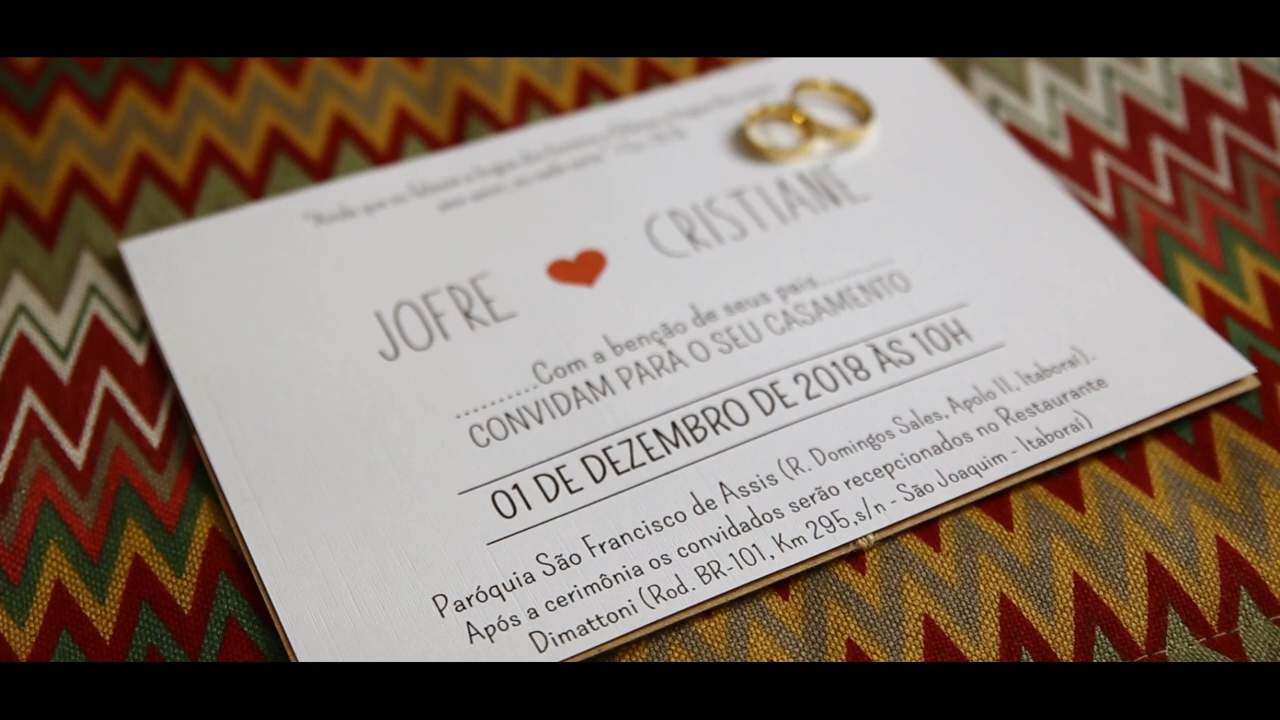 JOFRE CRISTIANE
.........Com a benção de seus pais.........
CONVIDAM PARA O SEU CASAMENTO
01 DE DEZEMBRO DE 2018 ÀS 10H
Paróquia São Francisco de Assis (R. Domingos Sales, Apolo II, Itaboraí).
Após a cerimônia os convidados serão recepcionados no Restaurante
Dimattoni (Rod. BR-101, Km 295,s/n - São Joaquim - Itaboraí)